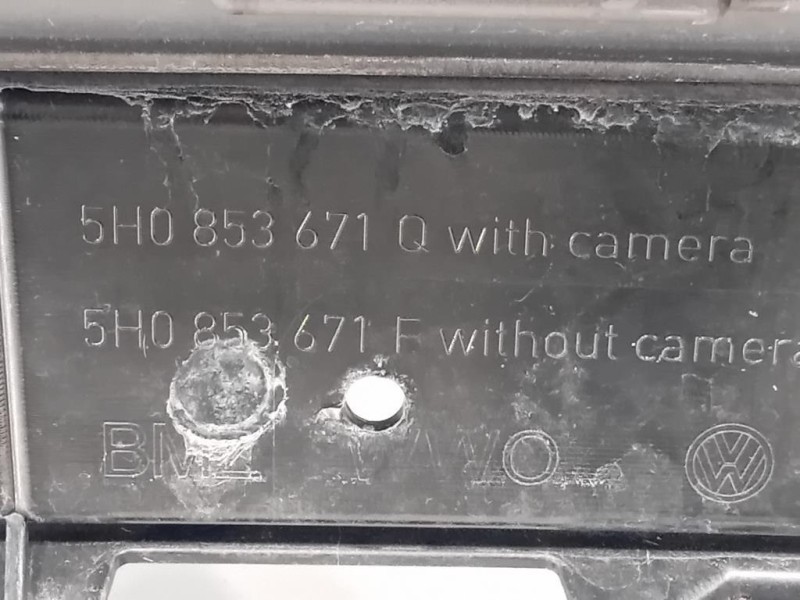 5H0 853 671 Q with camera
5H0 853 671 F without camera